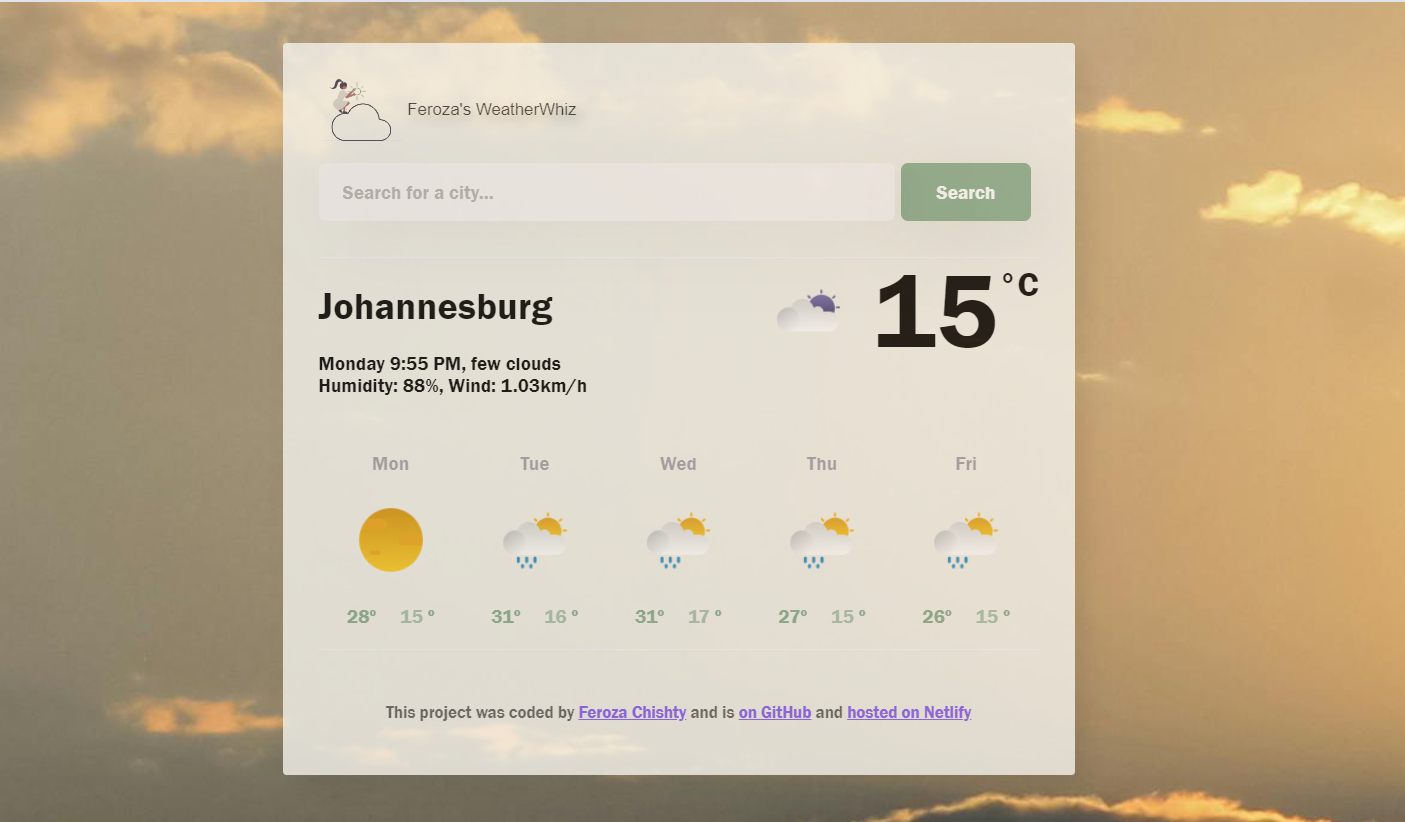 Feroza's WeatherWhiz
Search for a city...
Search
Johannesburg
15°C
Monday 9:55 PM, few clouds
Humidity: 88%, Wind: 1.03km/h
Mon Tue Wed Thu Fri
28° 15 ° 31° 16 ° 31° 17 ° 27° 15 ° 26° 15 °
This project was coded by Feroza Chishty and is on GitHub and hosted on Netlify